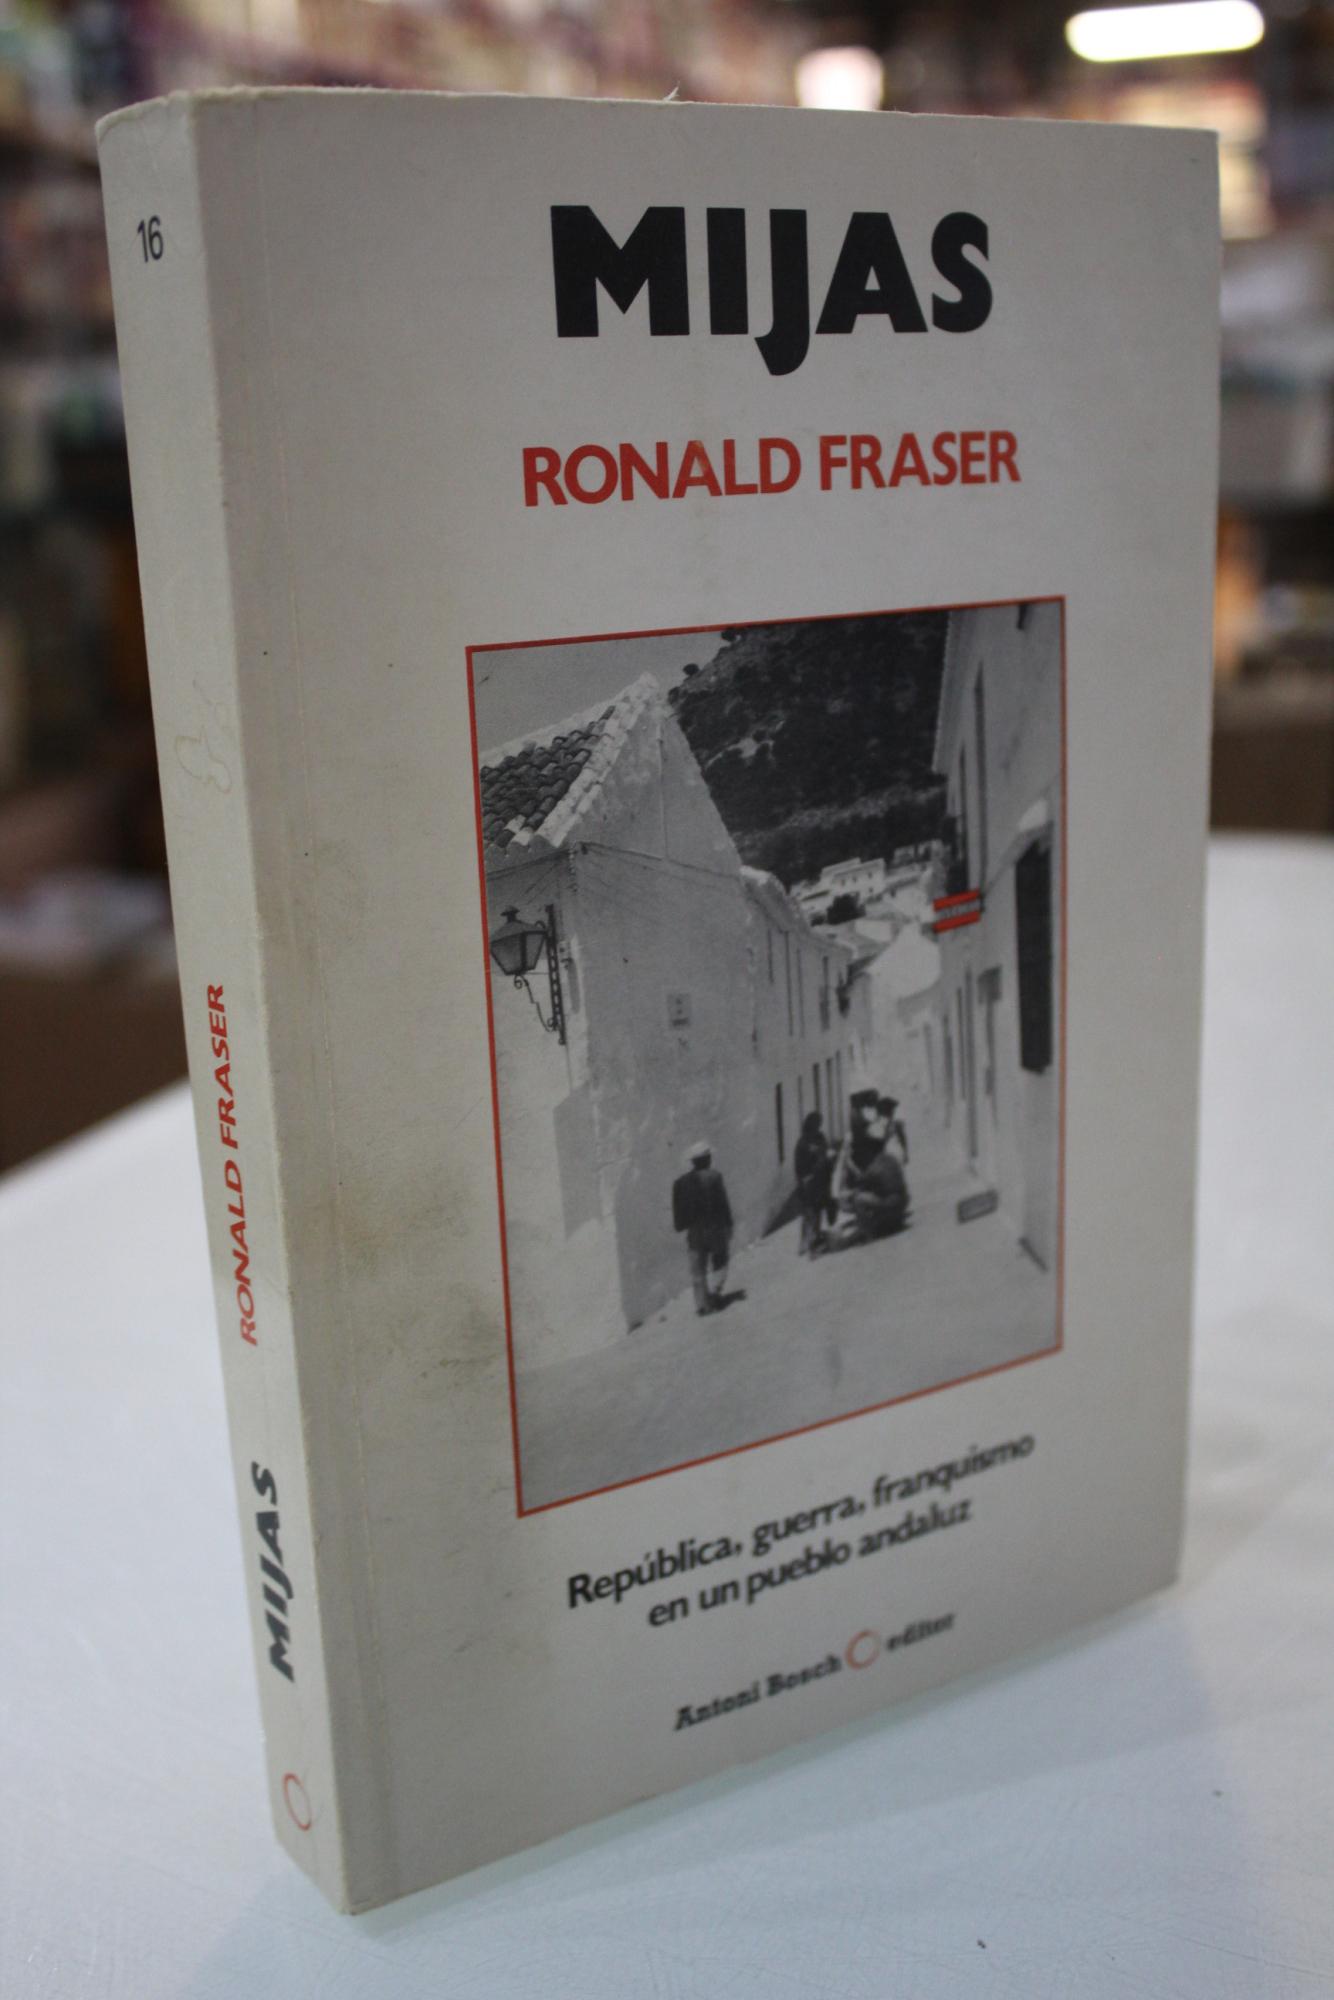 16
RONALD FRASER
MIJAS
MIJAS
RONALD FRASER
República, guerra, franquismo
en un pueblo andaluz
Antoni Bosch editor